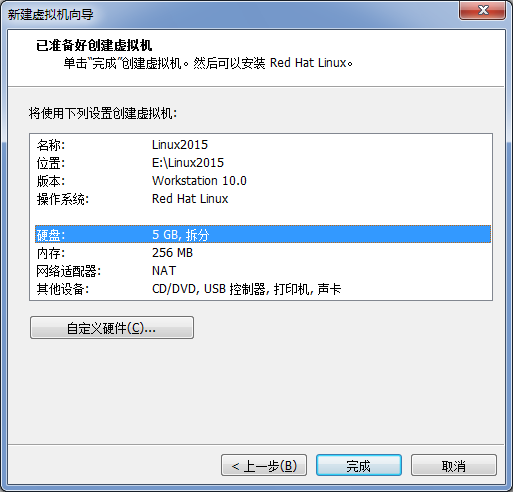 新建虚拟机向导
已准备好创建虚拟机
单击“完成”创建虚拟机。然后可以安装 Red Hat Linux。
将使用下列设置创建虚拟机:
名称: Linux2015
位置: E:\Linux2015
版本: Workstation 10.0
操作系统: Red Hat Linux
硬盘: 5 GB, 拆分
内存: 256 MB
网络适配器: NAT
其他设备: CD/DVD, USB 控制器, 打印机, 声卡
自定义硬件(C)...
< 上一步(B) 完成 取消